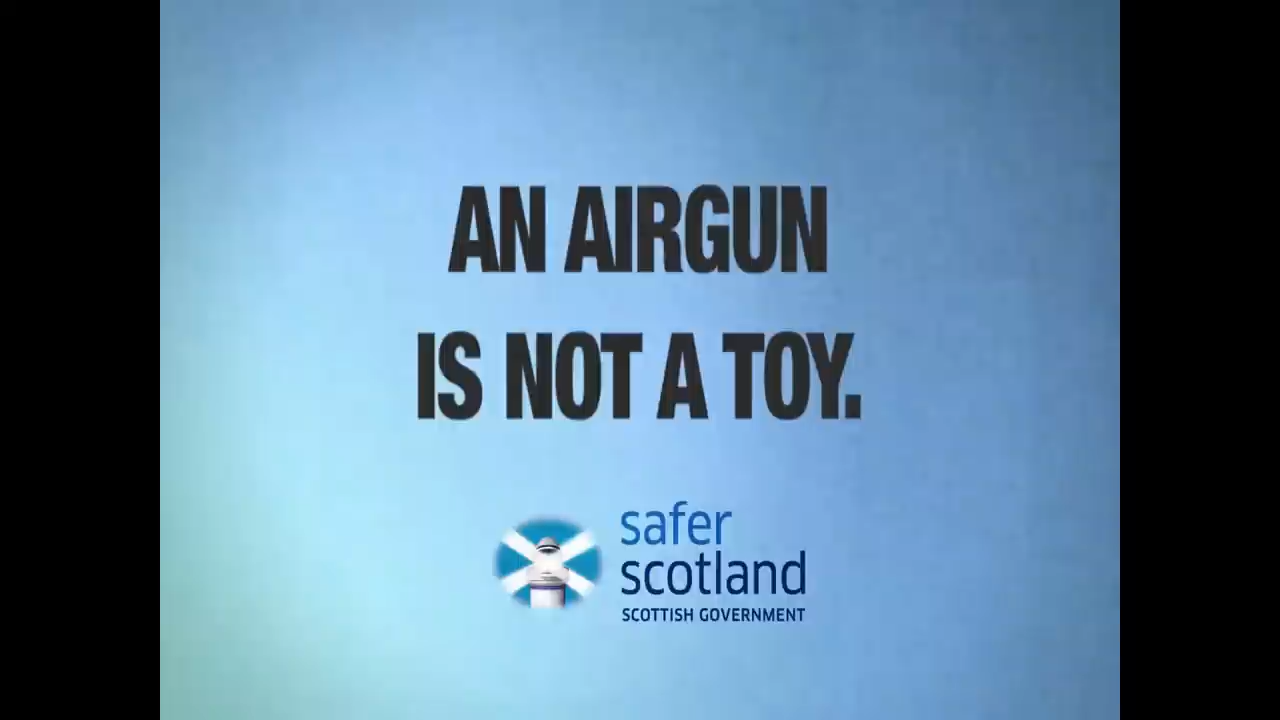 AN AIRGUN
IS NOT A TOY.
safer
scotland
SCOTTISH GOVERNMENT